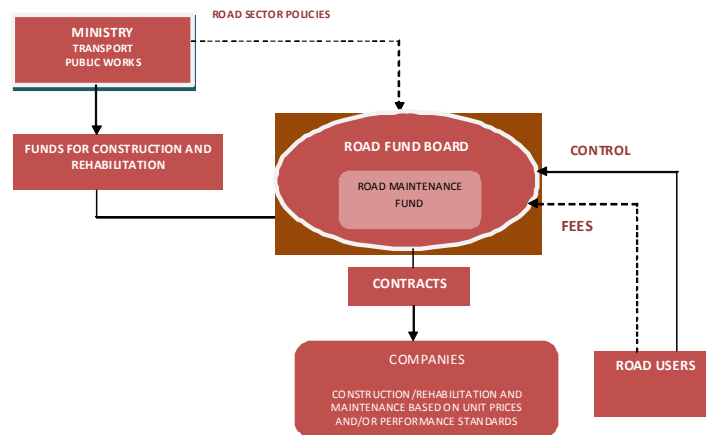 ROAD SECTOR POLICIES
MINISTRY
TRANSPORT
PUBLIC WORKS
FUNDS FOR CONSTRUCTION AND
REHABILITATION
ROAD FUND BOARD
ROAD MAINTENANCE
FUND
CONTROL
FEES
CONTRACTS
COMPANIES
CONSTRUCTION/REHABILITATION AND
MAINTENANCE BASED ON UNIT PRICES
AND/OR PERFORMANCE STANDARDS
ROAD USERS